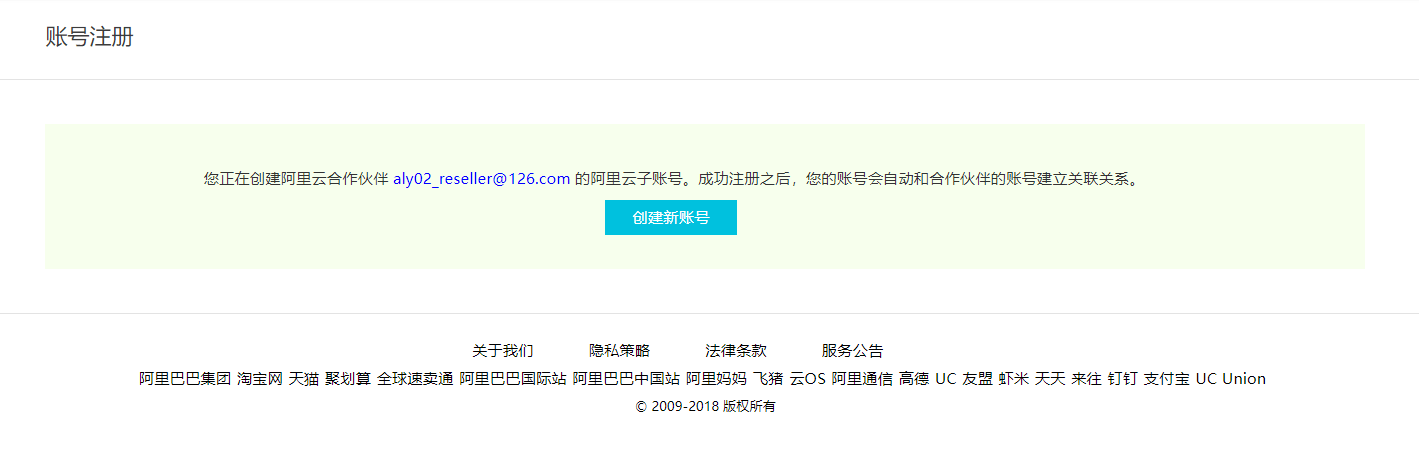 账号注册
您正在创建阿里云合作伙伴 aly02_reseller@126.com 的阿里云子账号。成功注册之后，您的账号会自动和合作伙伴的账号建立关联关系。
创建新账号
关于我们 隐私策略 法律条款 服务公告
阿里巴巴集团 淘宝网 天猫 聚划算 全球速卖通 阿里巴巴国际站 阿里巴巴中国站 阿里妈妈 飞猪 云OS 阿里通信 高德 UC 友盟 虾米 天天 来往 钉钉 支付宝 UC Union
© 2009-2018 版权所有